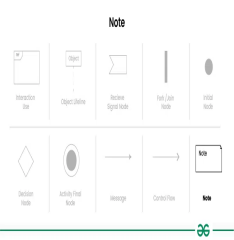 Note
ref
Object
Interaction
Use
Object Lifeline
Receive
Signal Node
Fork / Join
Node
Initial
Node
Note
Decision
Node
Activity Final
Node
Message
Control Flow
Note